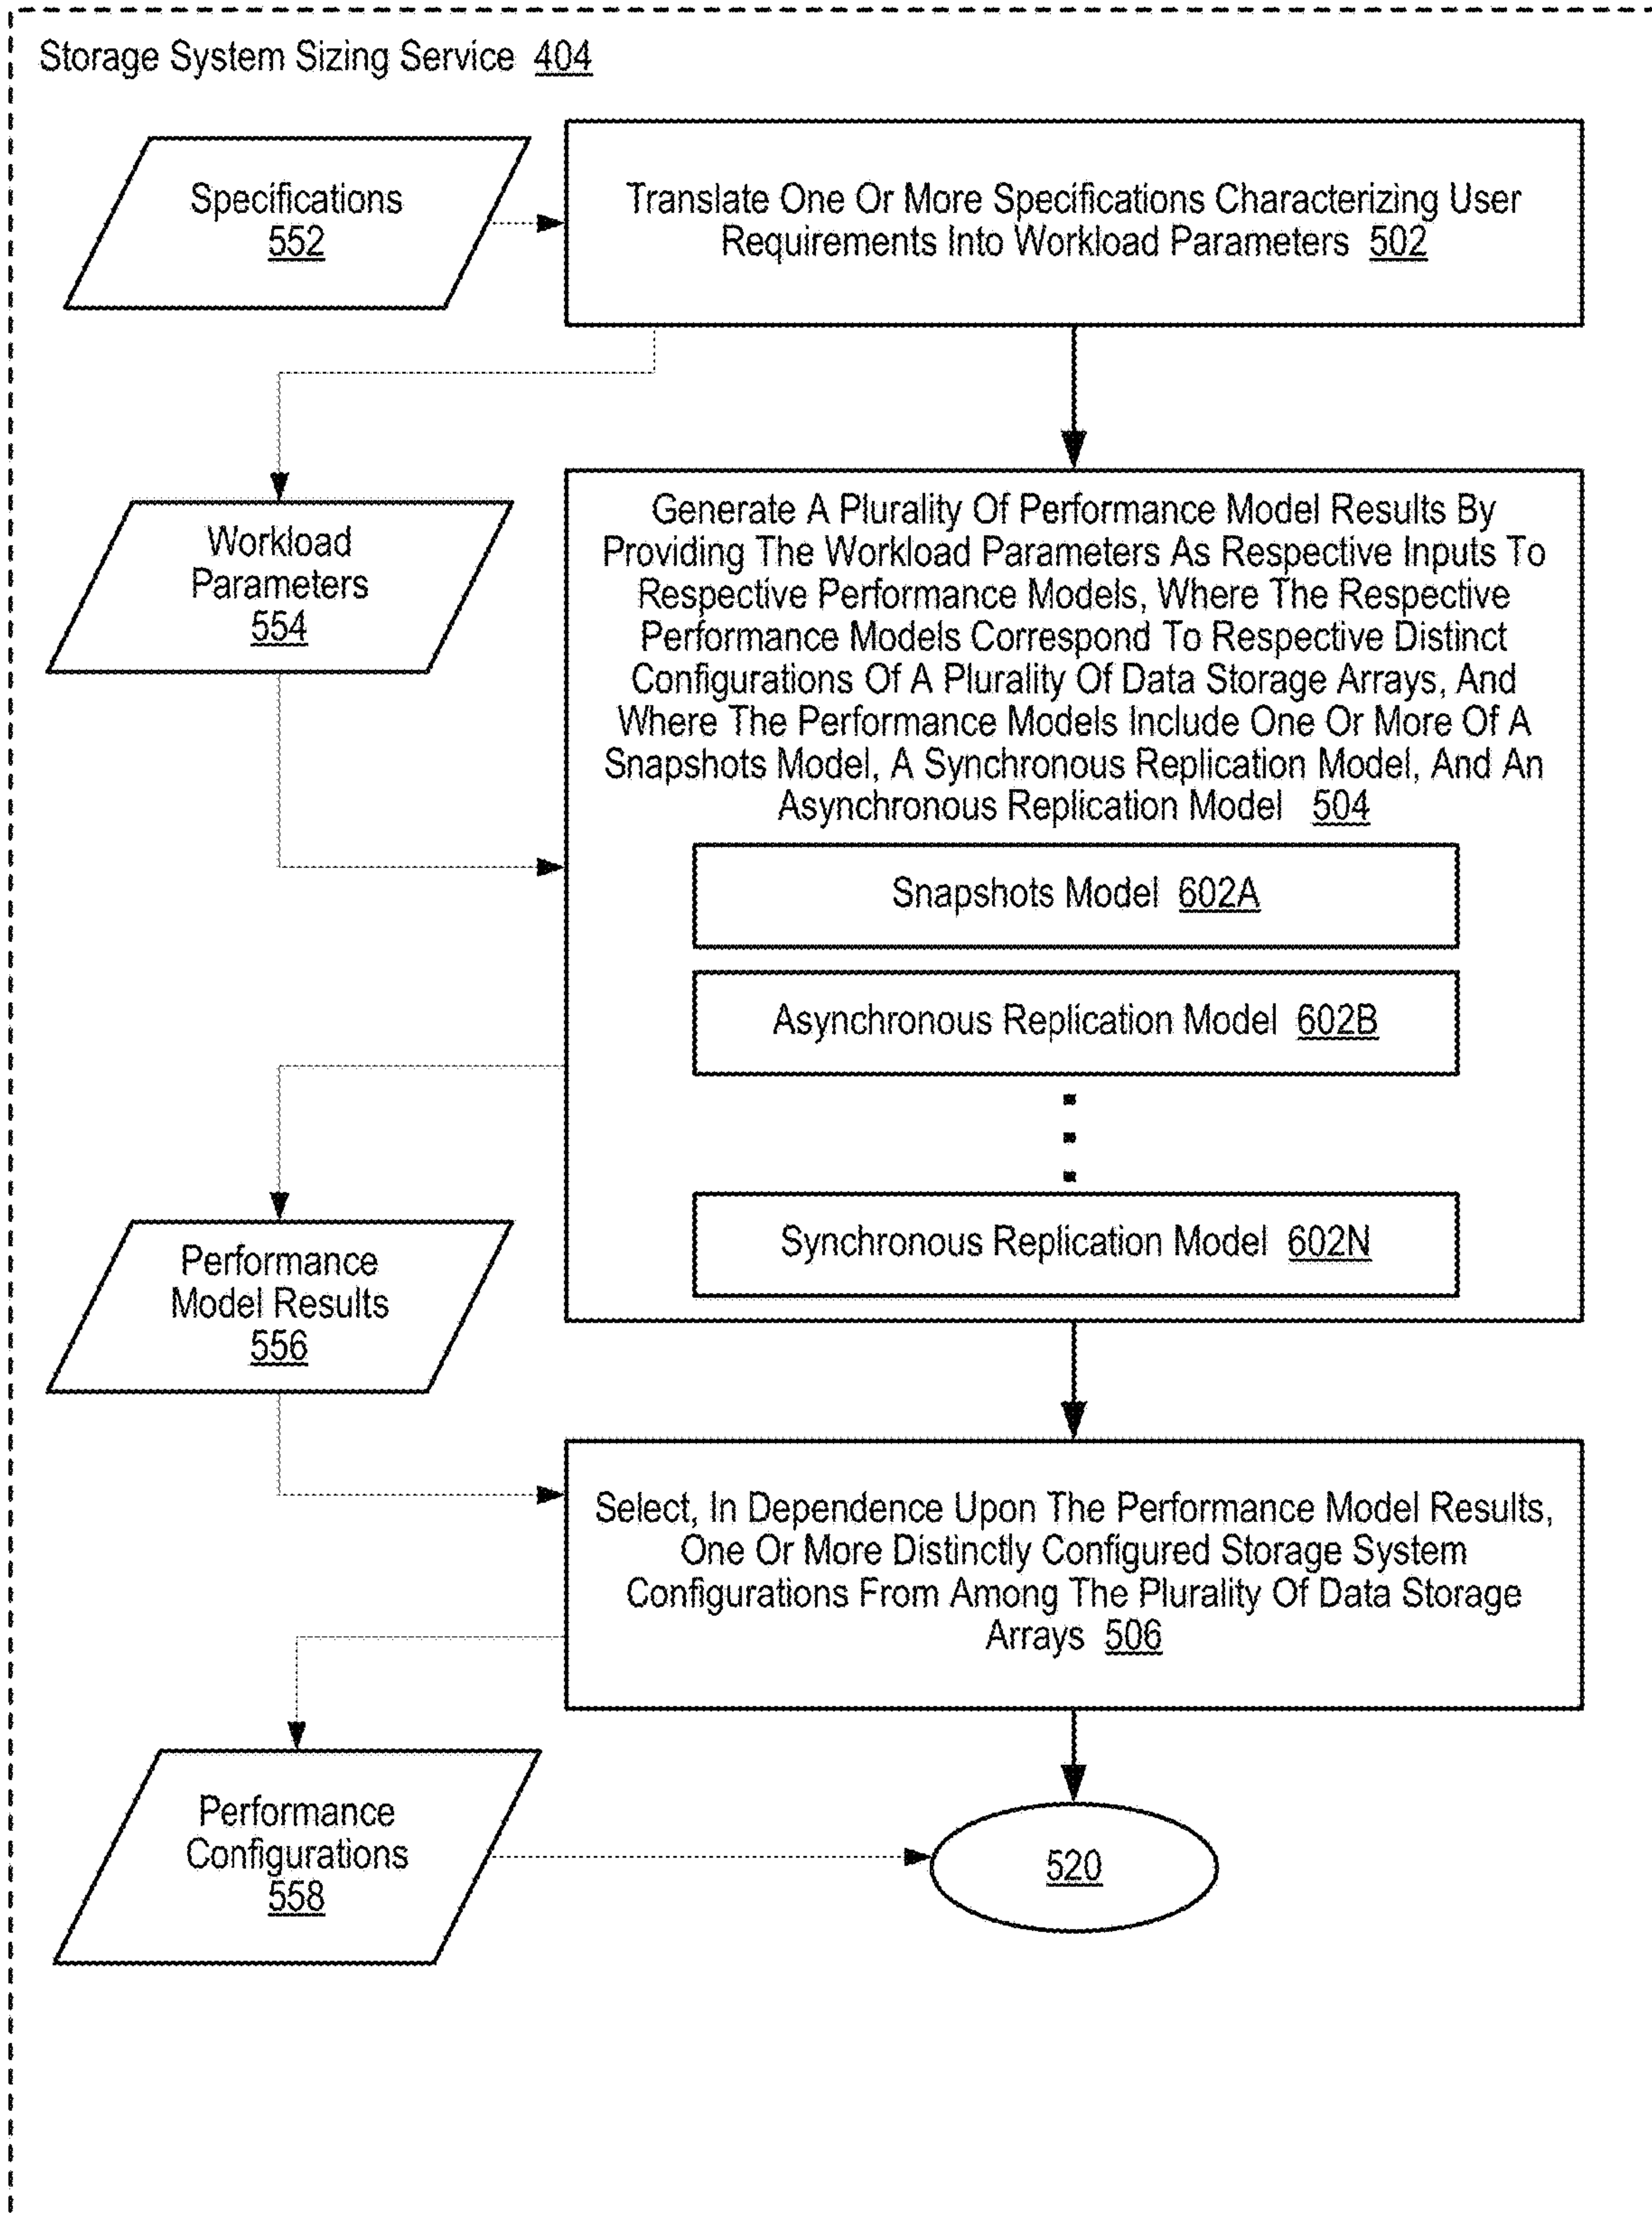 Storage System Sizing Service 404
Specifications
552
Translate One Or More Specifications Characterizing User
Requirements Into Workload Parameters 502
Workload
Parameters
554
Generate A Plurality Of Performance Model Results By
Providing The Workload Parameters As Respective Inputs To
Respective Performance Models, Where The Respective
Performance Models Correspond To Respective Distinct
Configurations Of A Plurality Of Data Storage Arrays, And
Where The Performance Models Include One Or More Of A
Snapshots Model, A Synchronous Replication Model, And An
Asynchronous Replication Model 504
Snapshots Model 602A
Asynchronous Replication Model 602B
Synchronous Replication Model 602N
Performance
Model Results
556
Select, In Dependence Upon The Performance Model Results,
One Or More Distinctly Configured Storage System
Configurations From Among The Plurality Of Data Storage
Arrays 506
Performance
Configurations
558
520